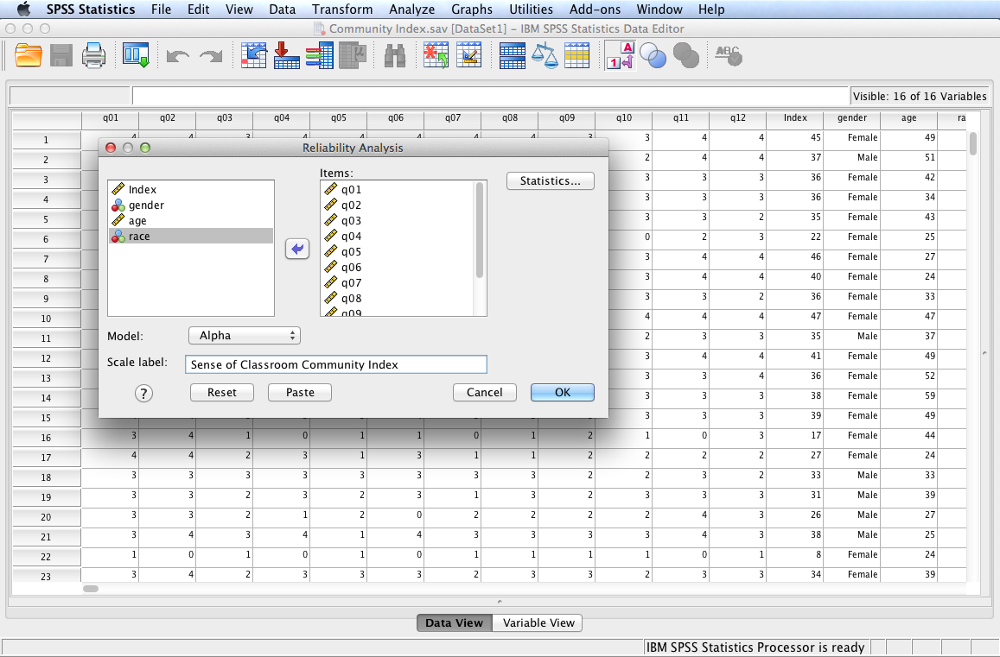 SPSS Statistics File Edit View Data Transform Analyze Graphs Utilities Add-ons Window Help
Community Index.sav [DataSet1] – IBM SPSS Statistics Data Editor
Visible: 16 of 16 Variables
q01 q02 q03 q04 q05 q06 q07 q08 q09 q10 q11 q12 Index gender age ra
1 3 4 4 45 Female 49
2 2 4 4 37 Male 51
3 3 3 3 36 Female 42
4 3 3 3 36 Female 34
5 3 3 2 35 Female 43
6 0 2 3 22 Female 25
7 3 4 4 46 Female 27
8 3 4 4 40 Female 24
9 3 3 2 36 Female 33
10 4 4 4 47 Female 47
11 2 3 3 35 Male 37
12 3 4 4 41 Female 49
13 3 3 4 36 Female 52
14 3 3 3 38 Female 59
15 3 3 3 39 Female 49
16 3 4 1 0 1 1 0 1 2 1 0 3 17 Female 44
17 4 4 2 3 1 3 1 1 2 2 2 2 27 Female 24
18 3 3 3 3 3 3 3 3 2 2 3 2 33 Male 33
19 3 3 2 3 2 3 1 3 2 3 3 3 31 Male 39
20 3 3 2 1 2 0 2 2 2 2 4 3 26 Male 27
21 3 4 3 4 1 4 3 3 3 3 4 3 38 Male 25
22 1 0 1 0 1 0 1 1 1 1 0 1 8 Female 24
23 3 4 2 3 3 3 2 3 3 2 3 3 34 Female 39
Reliability Analysis
Index
gender
age
race
Items:
q01
q02
q03
q04
q05
q06
q07
q08
q09
Statistics...
Model: Alpha
Scale label: Sense of Classroom Community Index
? Reset Paste Cancel OK
Data View Variable View
IBM SPSS Statistics Processor is ready